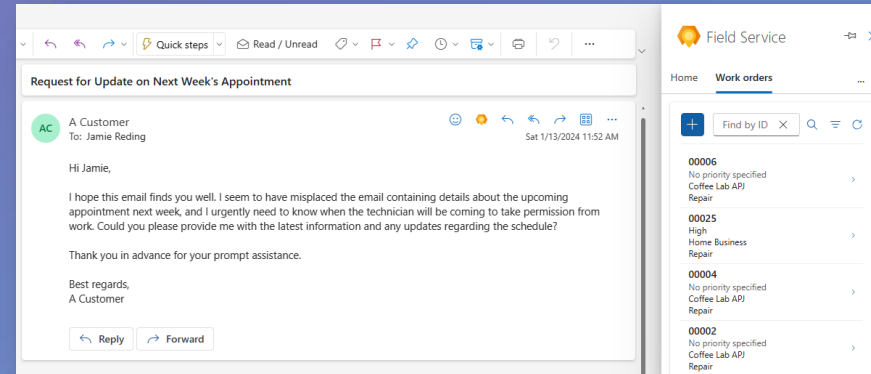 Quick steps
Read / Unread
...
Request for Update on Next Week's Appointment
AC
A Customer
To: Jamie Reding
...
Sat 1/13/2024 11:52 AM
Hi Jamie,
I hope this email finds you well. I seem to have misplaced the email containing details about the upcoming
appointment next week, and I urgently need to know when the technician will be coming to take permission from
work. Could you please provide me with the latest information and any updates regarding the schedule?
Thank you in advance for your prompt assistance.
Best regards,
A Customer
Reply
Forward
Field Service
Home
Work orders
...
Find by ID
00006
No priority specified
Coffee Lab APJ
Repair
00025
High
Home Business
Repair
00004
No priority specified
Coffee Lab APJ
Repair
00002
No priority specified
Coffee Lab APJ
Repair